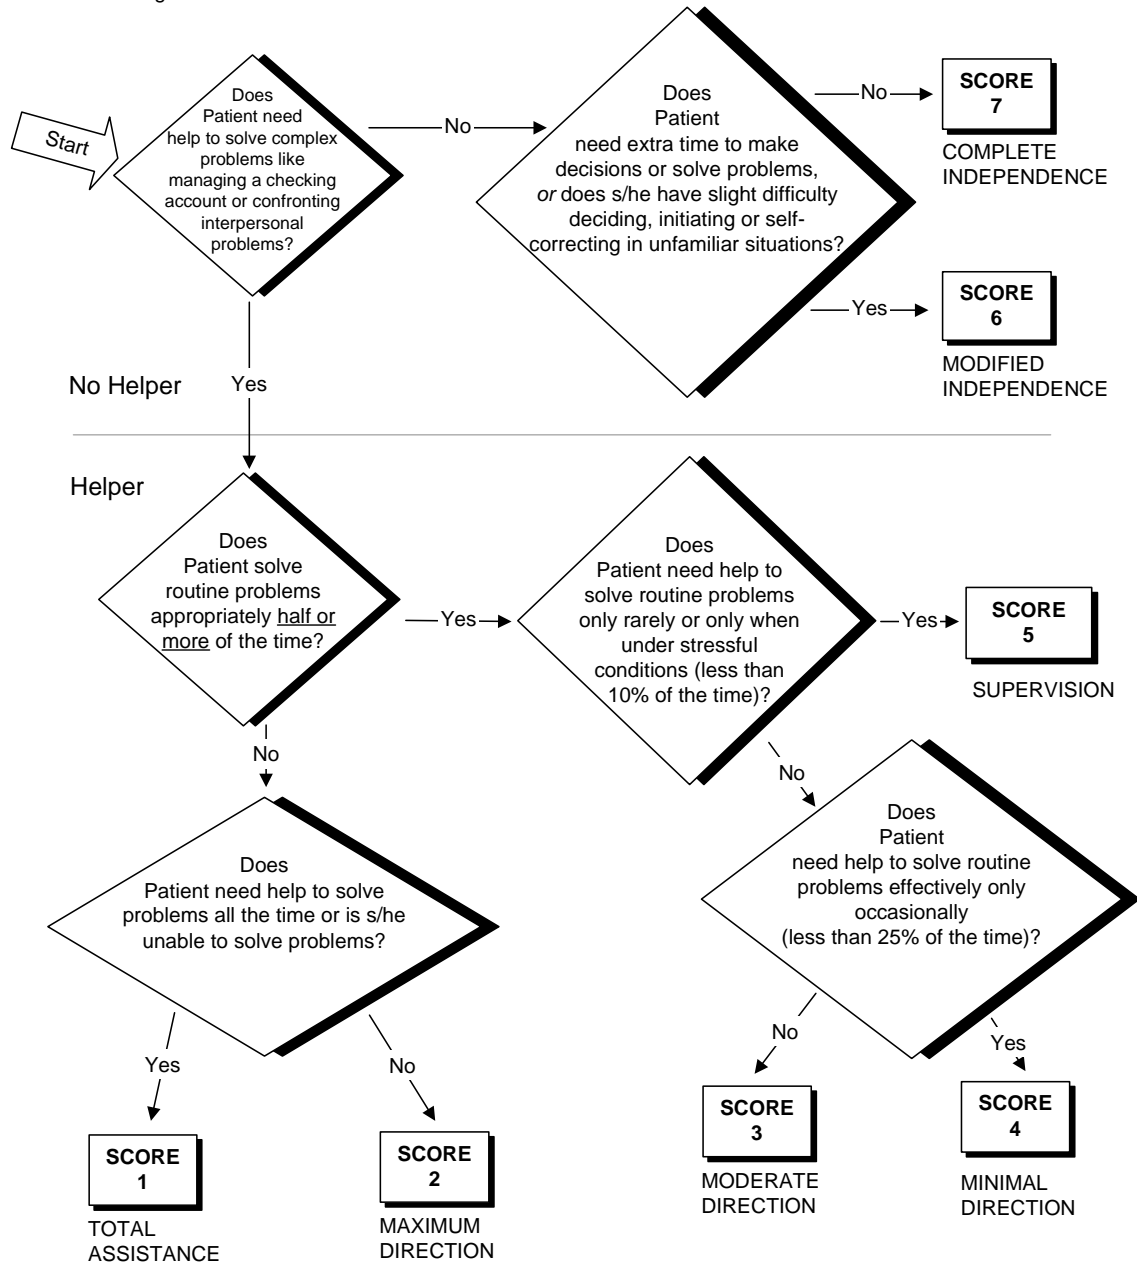 Start
Does
Patient need
help to solve complex
problems like
managing a checking
account or confronting
interpersonal
problems?
No
Does
Patient
need extra time to make
decisions or solve problems,
or does s/he have slight difficulty
deciding, initiating or self-
correcting in unfamiliar situations?
No
SCORE
7
COMPLETE
INDEPENDENCE
Yes
SCORE
6
MODIFIED
INDEPENDENCE
No Helper
Yes
Helper
Does
Patient solve
routine problems
appropriately half or
more of the time?
Yes
Does
Patient need help to
solve routine problems
only rarely or only when
under stressful
conditions (less than
10% of the time)?
Yes
SCORE
5
SUPERVISION
No
No
Does
Patient need help to solve
problems all the time or is s/he
unable to solve problems?
Does
Patient
need help to solve routine
problems effectively only
occasionally
(less than 25% of the time)?
Yes
No
No
Yes
SCORE
1
TOTAL
ASSISTANCE
SCORE
2
MAXIMUM
DIRECTION
SCORE
3
MODERATE
DIRECTION
SCORE
4
MINIMAL
DIRECTION